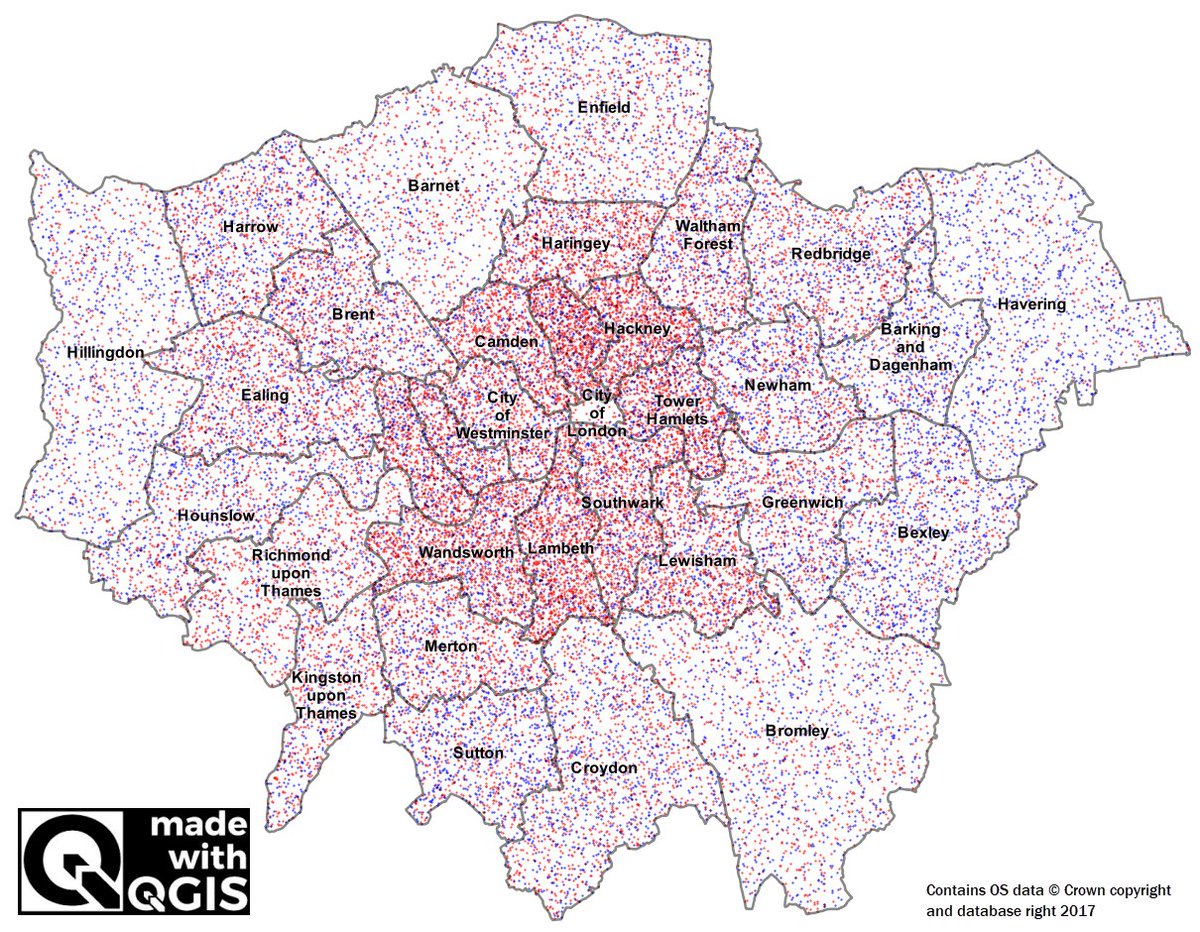 Enfield
Barnet
Harrow
Haringey
Waltham
Forest
Redbridge
Havering
Brent
Hackney
Camden
Hillingdon
Barking
and
Dagenham
Ealing
City
of
Westminster
City
of
London
Tower
Hamlets
Newham
Hounslow
Southwark
Greenwich
Bexley
Richmond
upon
Thames
Wandsworth
Lambeth
Lewisham
Merton
Kingston
upon
Thames
Sutton
Croydon
Bromley
made
with
QGIS
Contains OS data © Crown copyright
and database right 2017